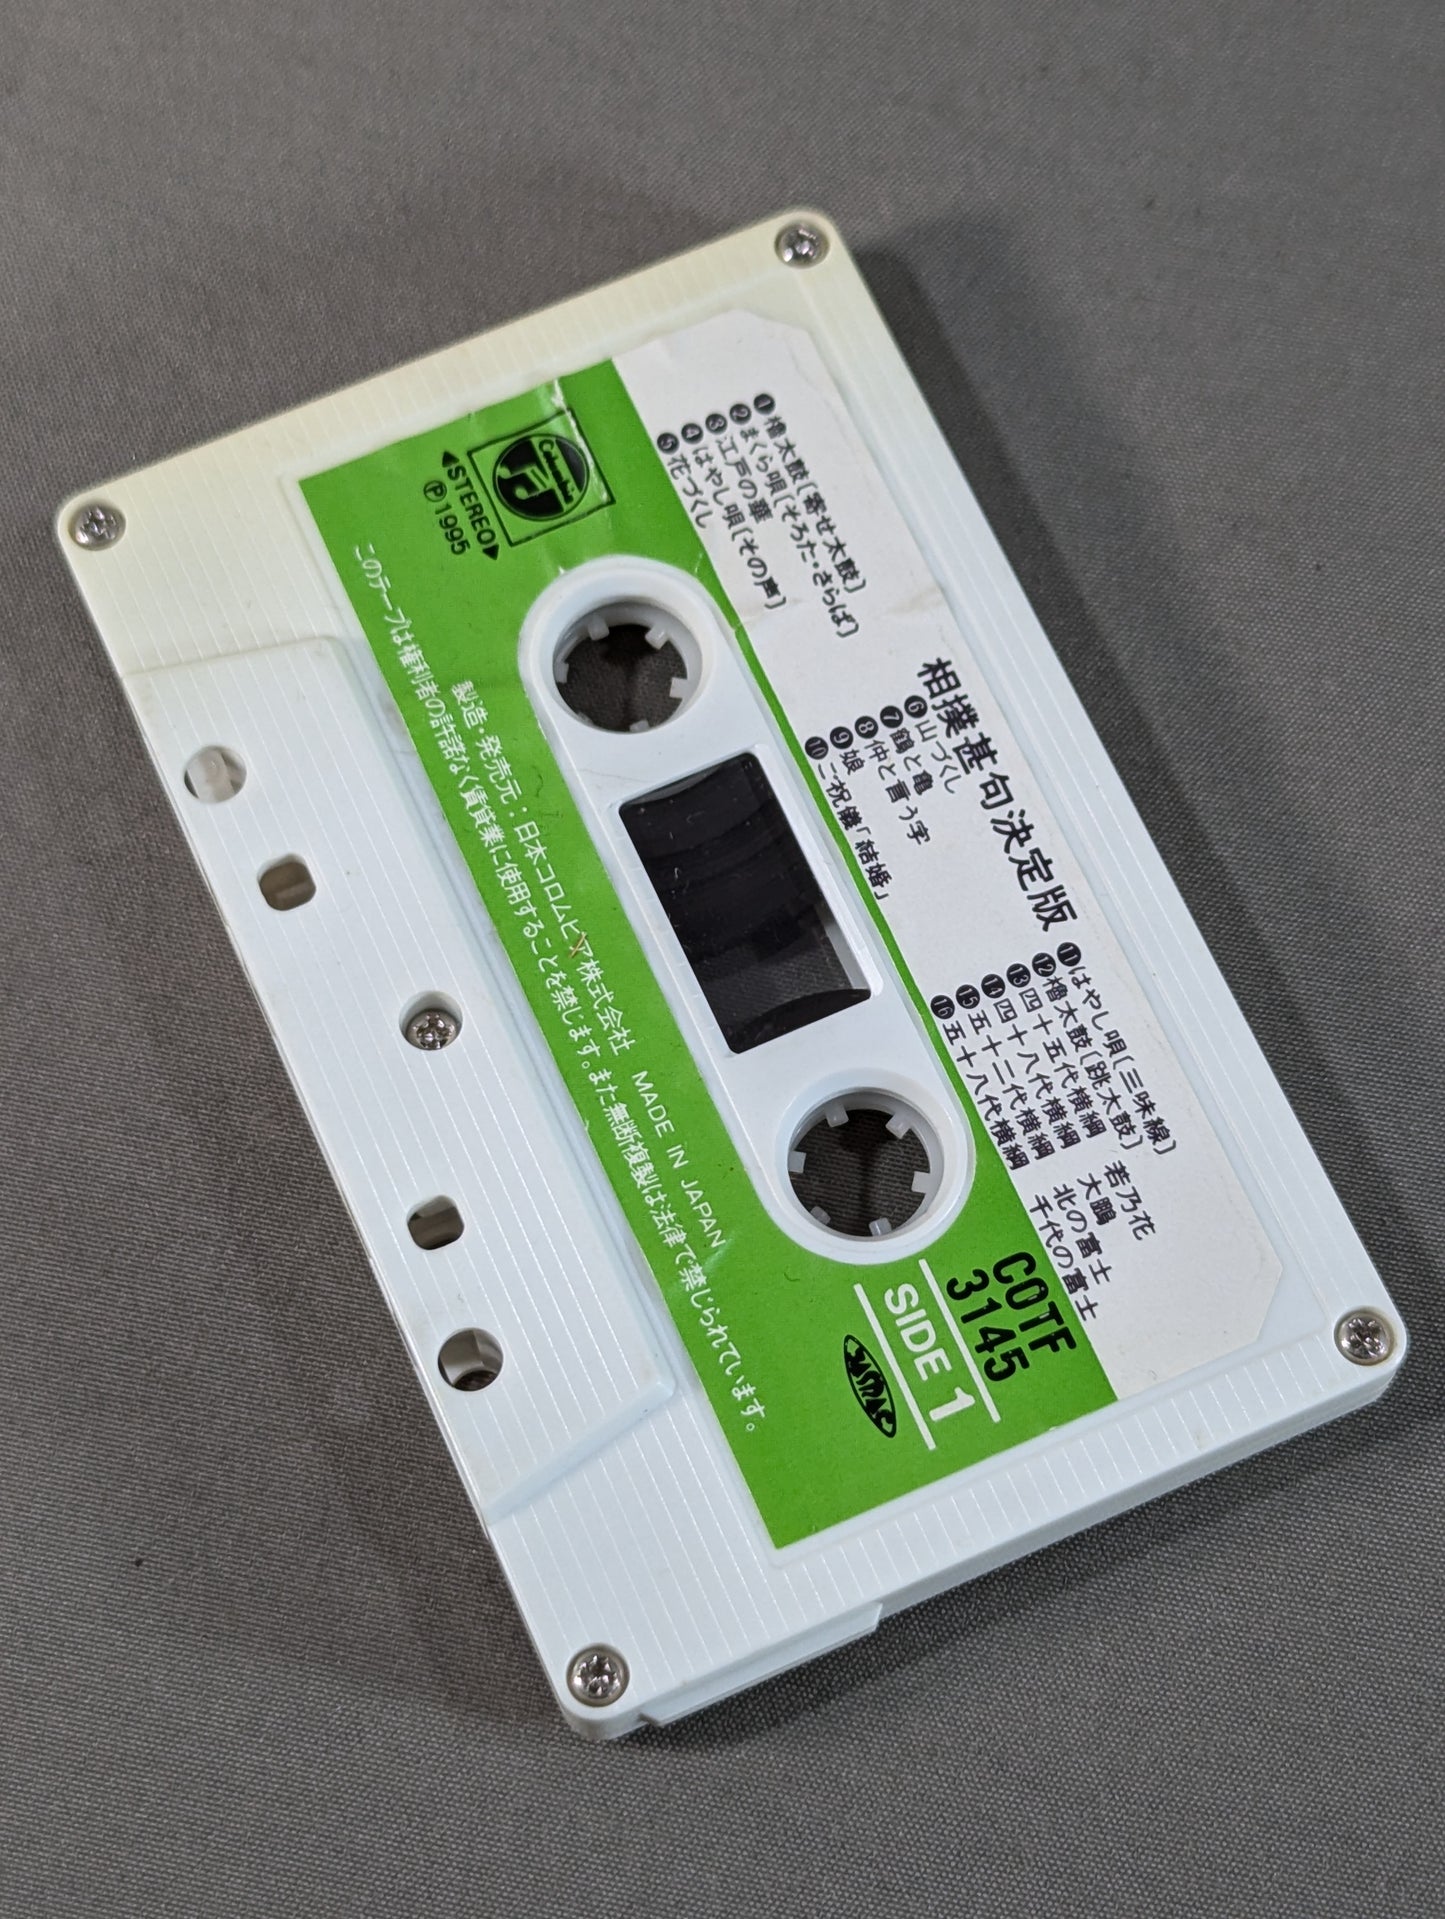 相撲甚句決定版
❶櫓太鼓〔寄せ太鼓〕
❷まくら唄〔そろた・さらば〕
❸江戸の華
❹はやし唄〔その声〕
❺花づくし
❻山づくし
❼鶴と亀
❽仲と言う字
❾娘
❿ご祝儀「結婚」
⓫はやし唄〔三味線〕
⓬櫓太鼓〔跳太鼓〕
⓭四十五代横綱 若乃花
⓮四十八代横綱 大鵬
⓯五十二代横綱 北の富士
⓰五十八代横綱 千代の富士
Columbia
◀STEREO▶
Ⓟ1995
COTF
3145
SIDE 1
JASRAC
製造・発売元：日本コロムビア株式会社 MADE IN JAPAN
このテープは権利者の許諾なく賃貸業に使用することを禁じます。また無断複製は法律で禁じられています。